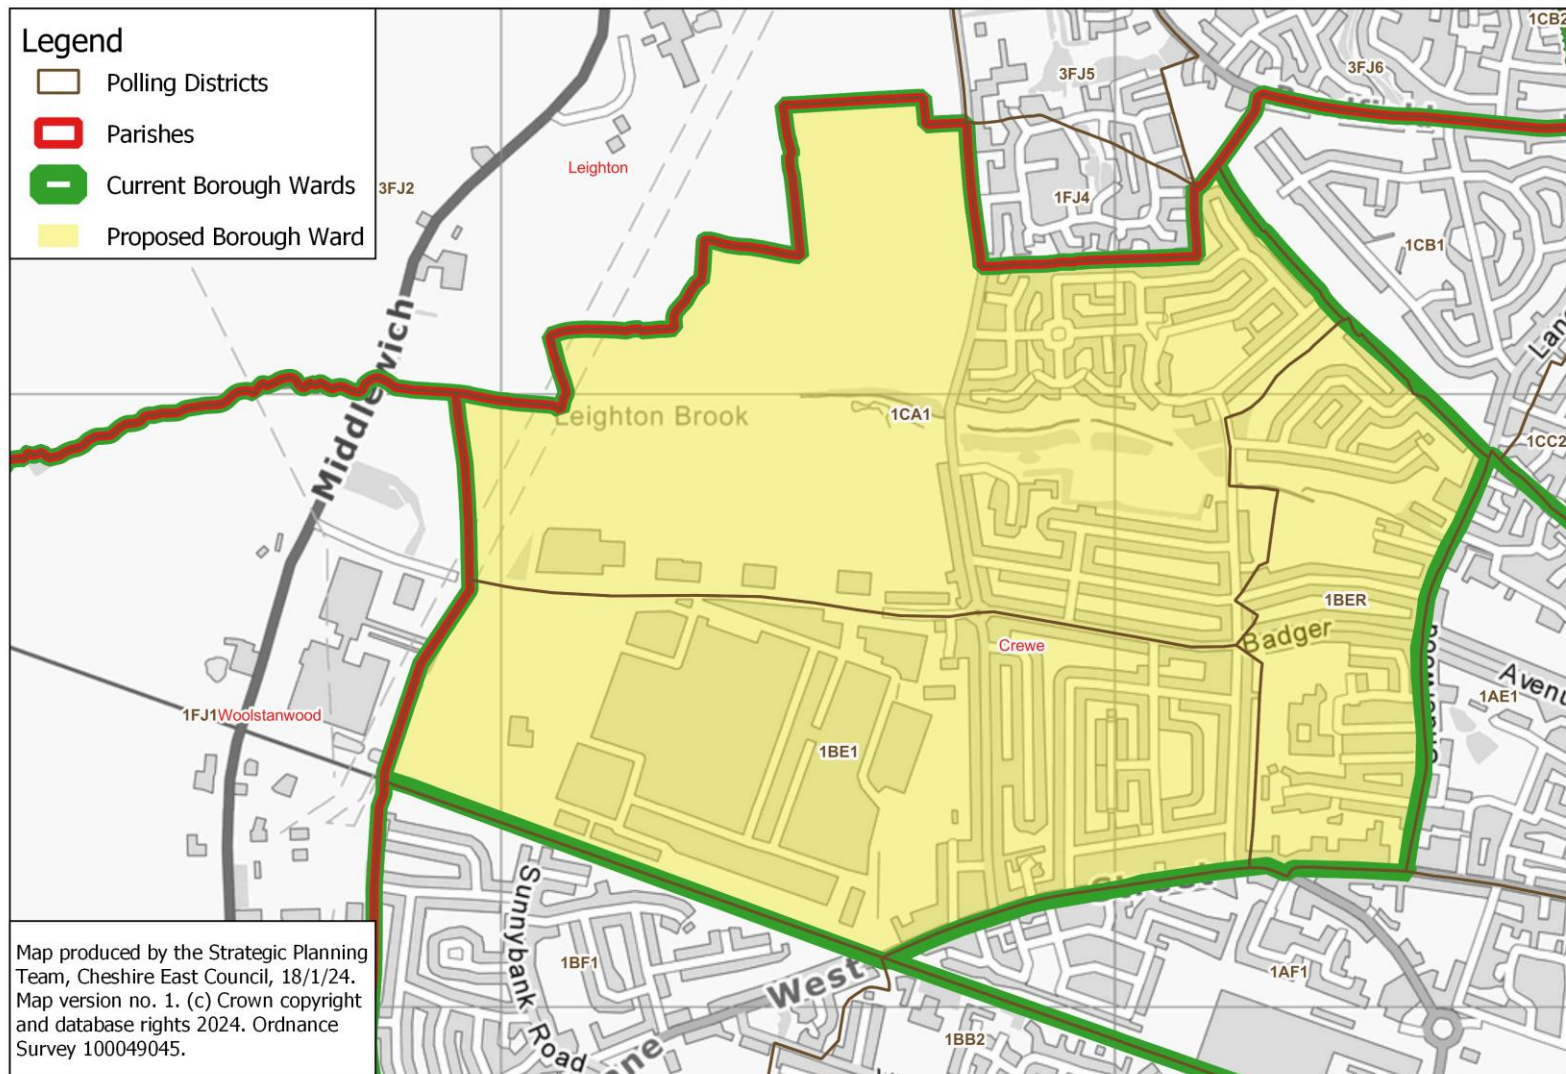 Legend
Polling Districts
Parishes
Current Borough Wards
Proposed Borough Ward
1CB2
3FJ5
3FJ6
Leighton
3FJ2
1FJ4
1CB1
Middlewich
Leighton Brook
1CA1
1CC2
1BER
Crewe
Badger
Avenu
1AE1
1FJ1
Woolstanwood
1BE1
Street
Sunnybank Road
1BF1
West
1AF1
1BB2
Map produced by the Strategic Planning
Team, Cheshire East Council, 18/1/24.
Map version no. 1. (c) Crown copyright
and database rights 2024. Ordnance
Survey 100049045.